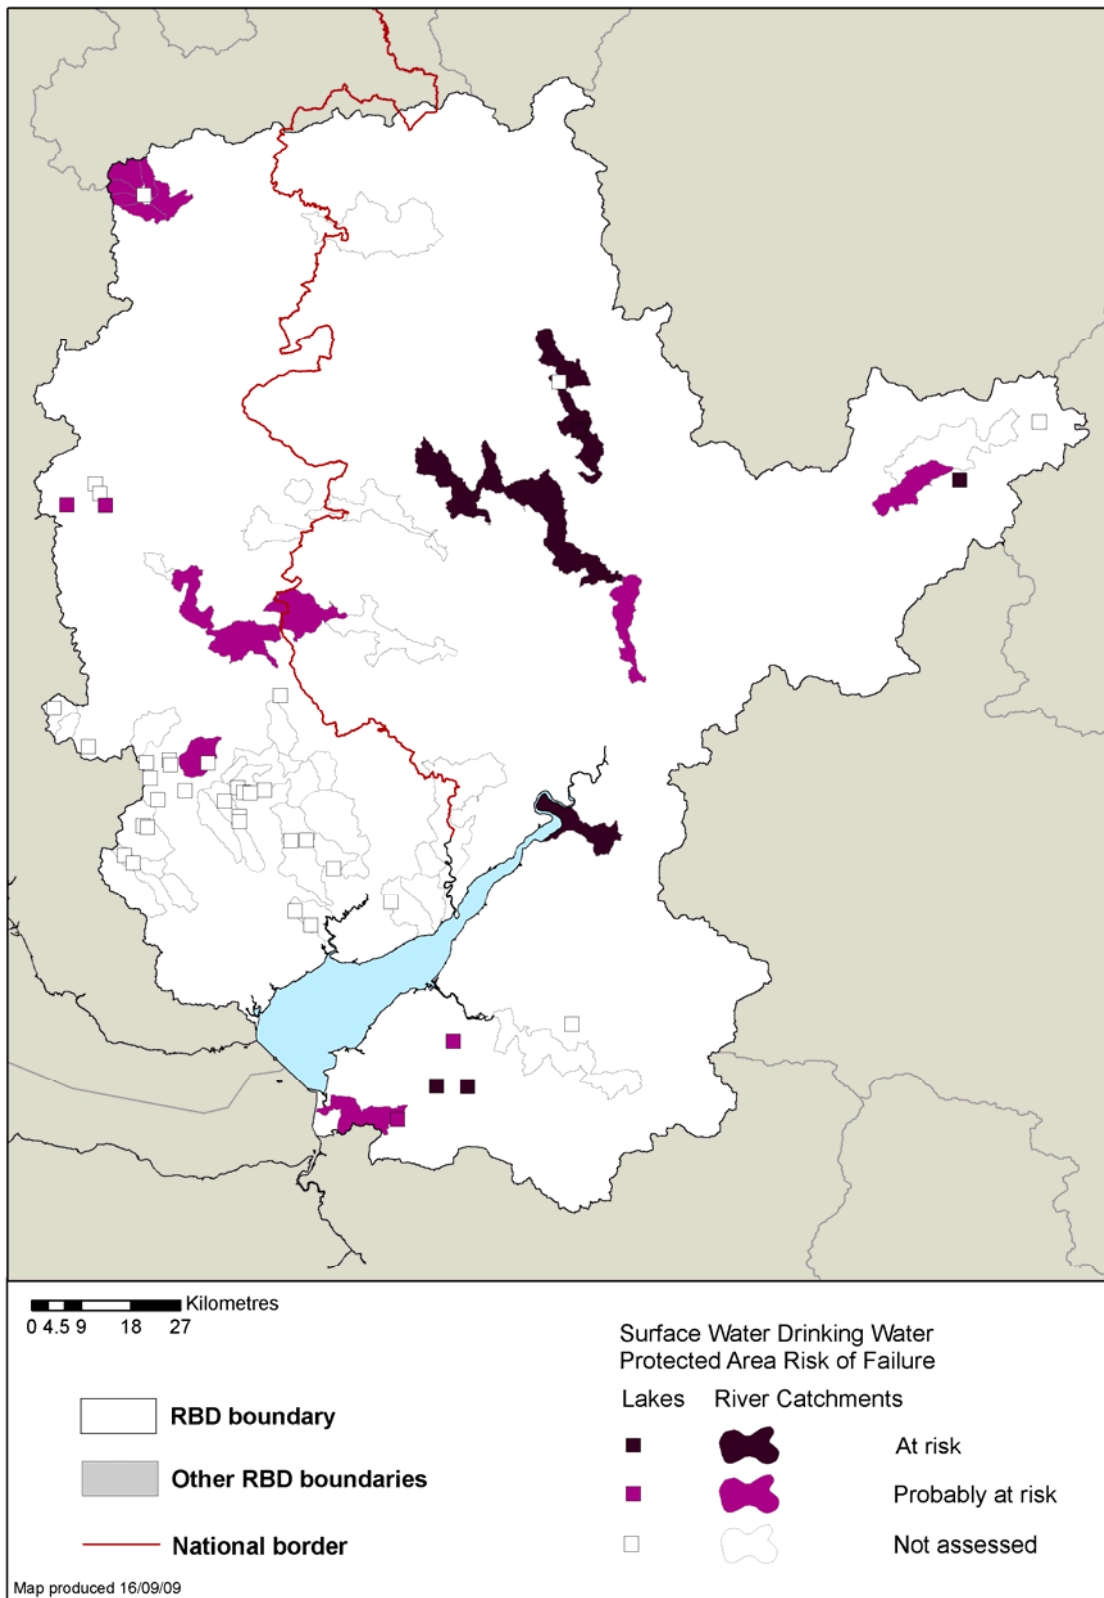 Kilometres
0 4.5 9 18 27
RBD boundary
Other RBD boundaries
National border
Map produced 16/09/09
Surface Water Drinking Water
Protected Area Risk of Failure
Lakes River Catchments
At risk
Probably at risk
Not assessed